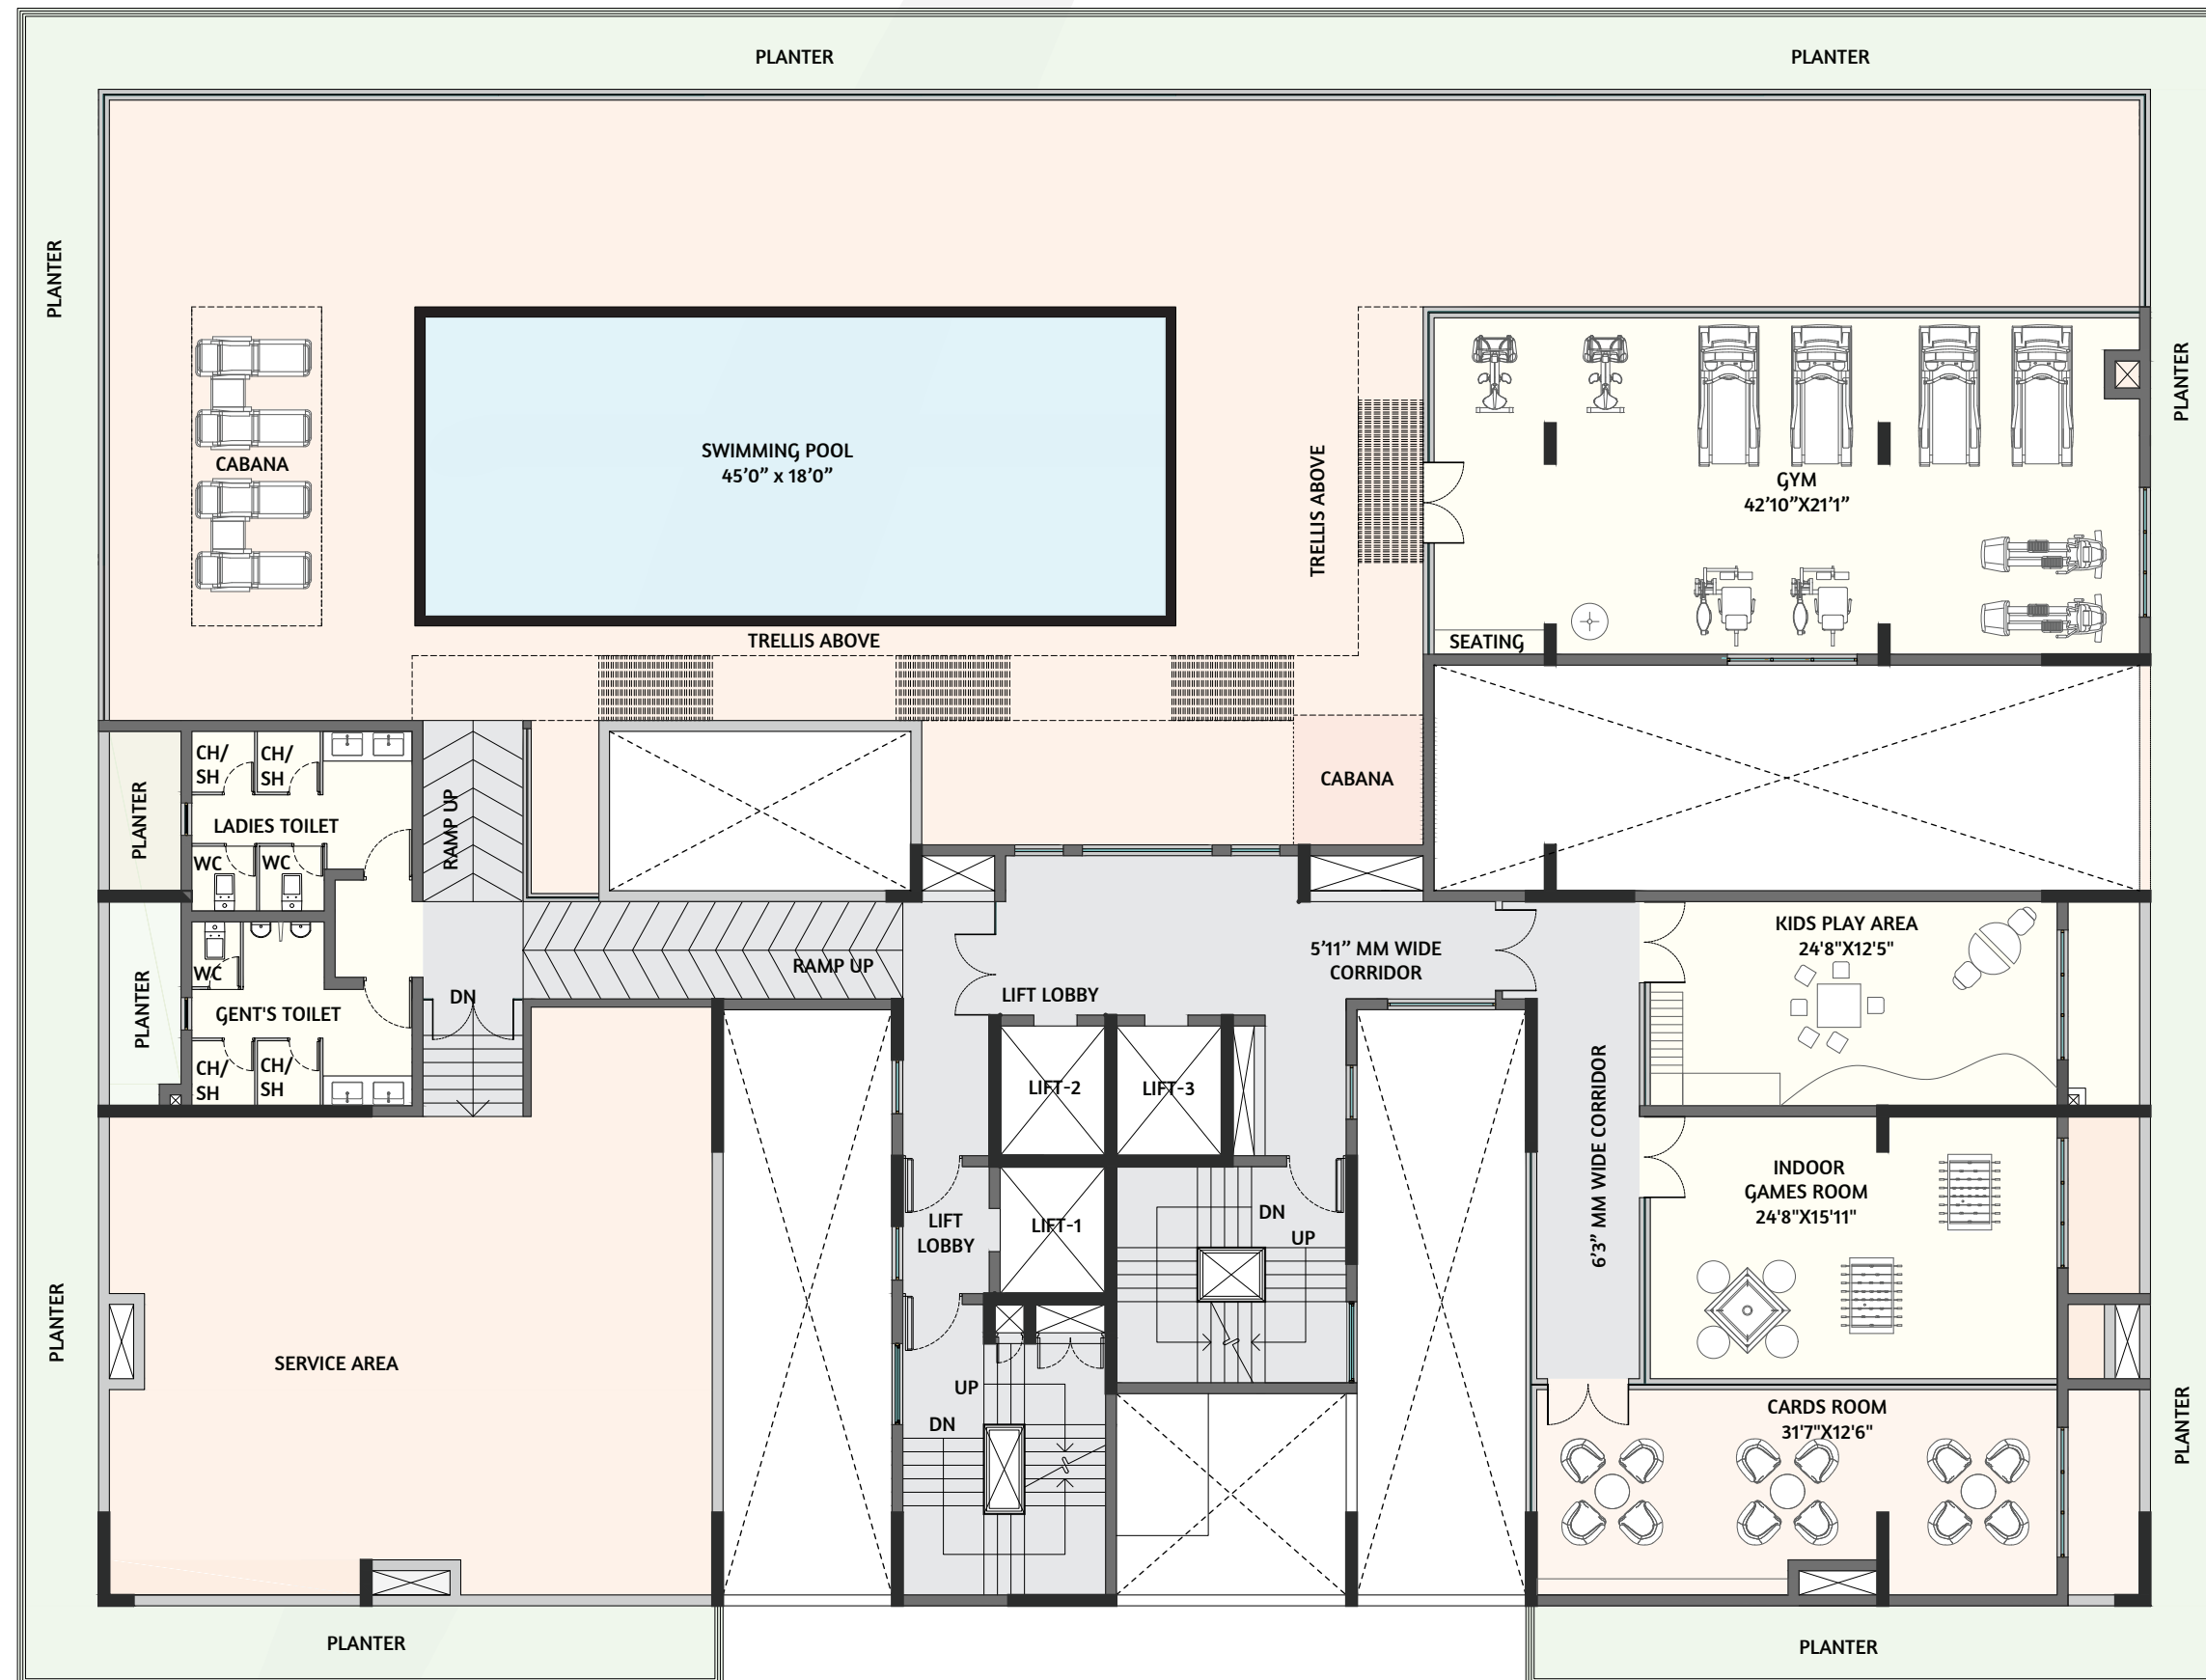 PLANTER
PLANTER
PLANTER
PLANTER
CABANA
SWIMMING POOL
45’0” x 18’0”
TRELLIS ABOVE
GYM
42’10”X21’1”
SEATING
TRELLIS ABOVE
CABANA
PLANTER
CH/
SH
CH/
SH
LADIES TOILET
WC
WC
RAMP UP
PLANTER
WC
GENT'S TOILET
CH/
SH
CH/
SH
DN
RAMP UP
LIFT LOBBY
5’11” MM WIDE
CORRIDOR
KIDS PLAY AREA
24'8"X12'5"
LIFT-2
LIFT-3
6’3” MM WIDE CORRIDOR
INDOOR
GAMES ROOM
24'8"X15'11"
LIFT
LOBBY
LIFT-1
DN
UP
PLANTER
SERVICE AREA
UP
DN
CARDS ROOM
31'7"X12'6"
PLANTER
PLANTER
PLANTER